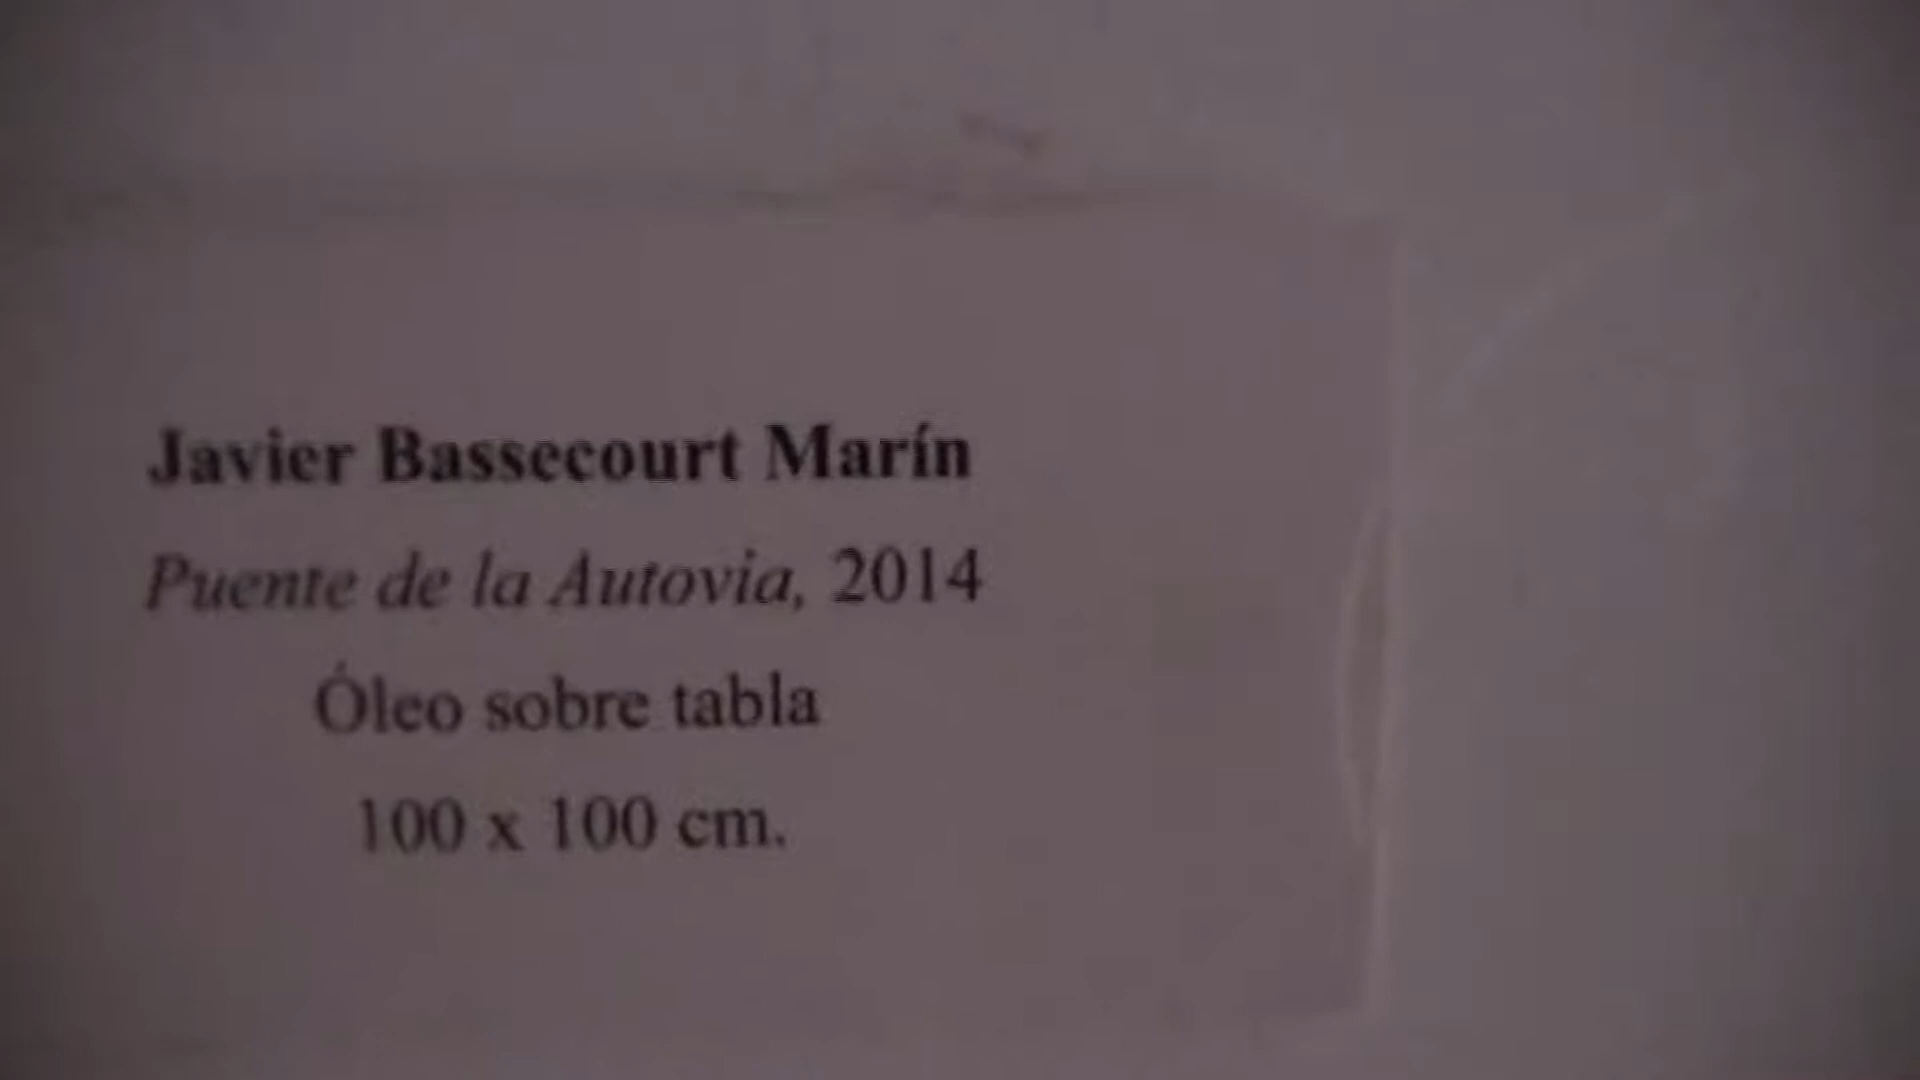 Javier Bassecourt Marín
Puente de la Autovia, 2014
Óleo sobre tabla
100 x 100 cm.